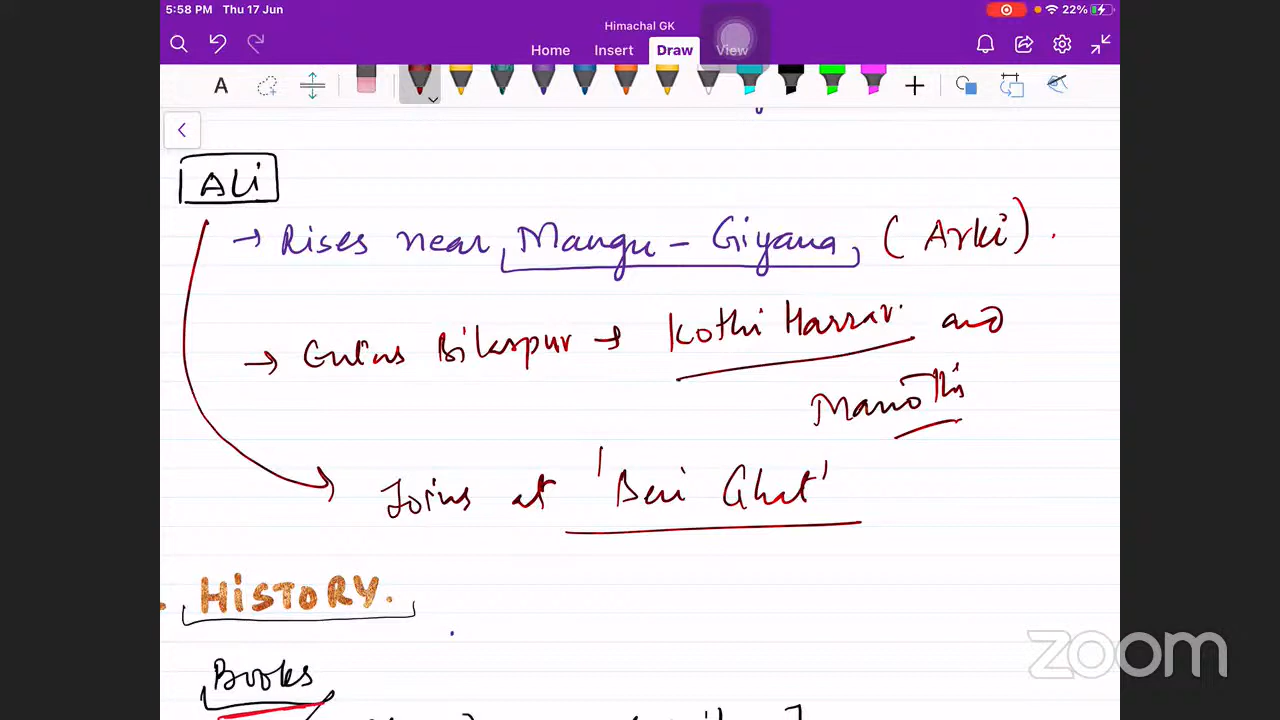 5:58 PM Thu 17 Jun
22%
Himachal GK
Home Insert Draw View
A
ALi
→ Rises near Mangu - Giyana (Arki).
→ Enters Bilaspur → Kothi Harrar and
Manothi
Joins at 'Beri Ghat'
HiSTORY.
Books
zoom